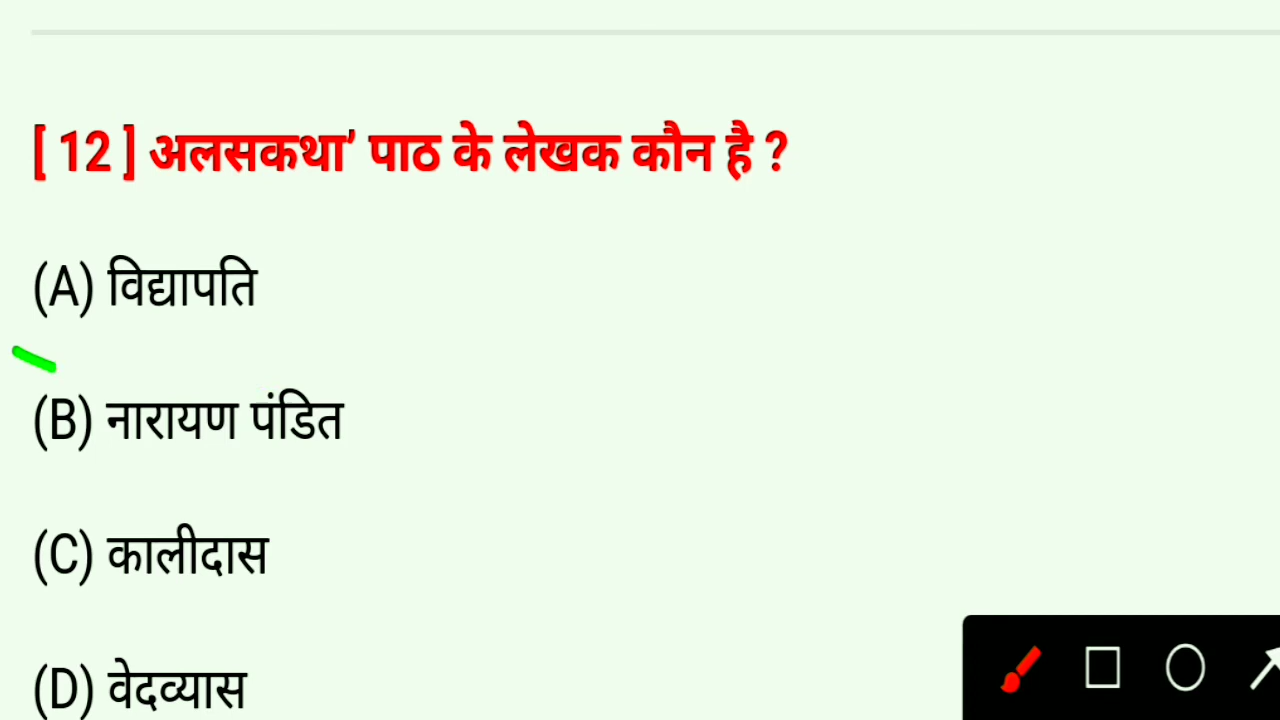 [ 12 ] अलसकथा’ पाठ के लेखक कौन है ?
(A) विद्यापति
(B) नारायण पंडित
(C) कालीदास
(D) वेदव्यास